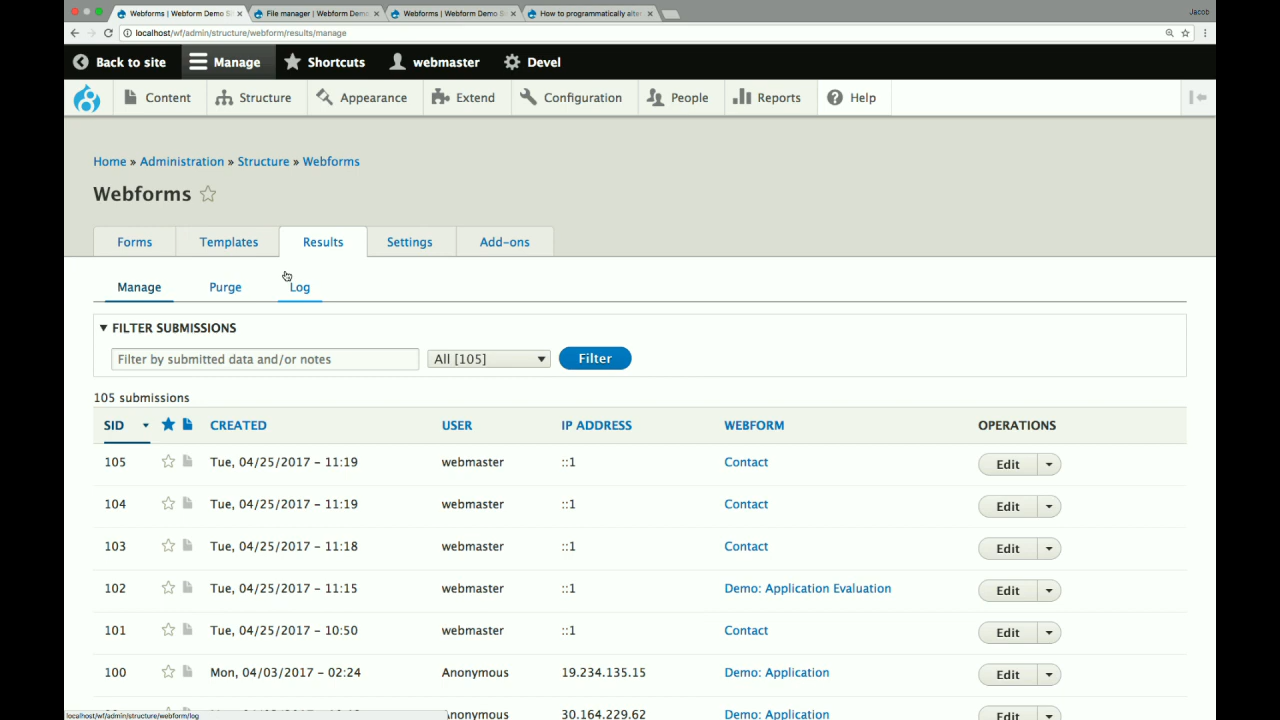 Webforms | Webform Demo Si
File manager | Webform Demo
Webforms | Webform Demo Si
How to programmatically alte
Jacob
localhost/wf/admin/structure/webform/results/manage
Back to site
Manage
Shortcuts
webmaster
Devel
Content
Structure
Appearance
Extend
Configuration
People
Reports
Help
Home » Administration » Structure » Webforms
Webforms
Forms
Templates
Results
Settings
Add-ons
Manage
Purge
Log
FILTER SUBMISSIONS
Filter by submitted data and/or notes
All [105]
Filter
105 submissions
SID CREATED USER IP ADDRESS WEBFORM OPERATIONS
105 Tue, 04/25/2017 - 11:19 webmaster ::1 Contact Edit
104 Tue, 04/25/2017 - 11:19 webmaster ::1 Contact Edit
103 Tue, 04/25/2017 - 11:18 webmaster ::1 Contact Edit
102 Tue, 04/25/2017 - 11:15 webmaster ::1 Demo: Application Evaluation Edit
101 Tue, 04/25/2017 - 10:50 webmaster ::1 Contact Edit
100 Mon, 04/03/2017 - 02:24 Anonymous 19.234.135.15 Demo: Application Edit
Anonymous 30.164.229.62 Demo: Application Edit
localhost/wf/admin/structure/webform/log